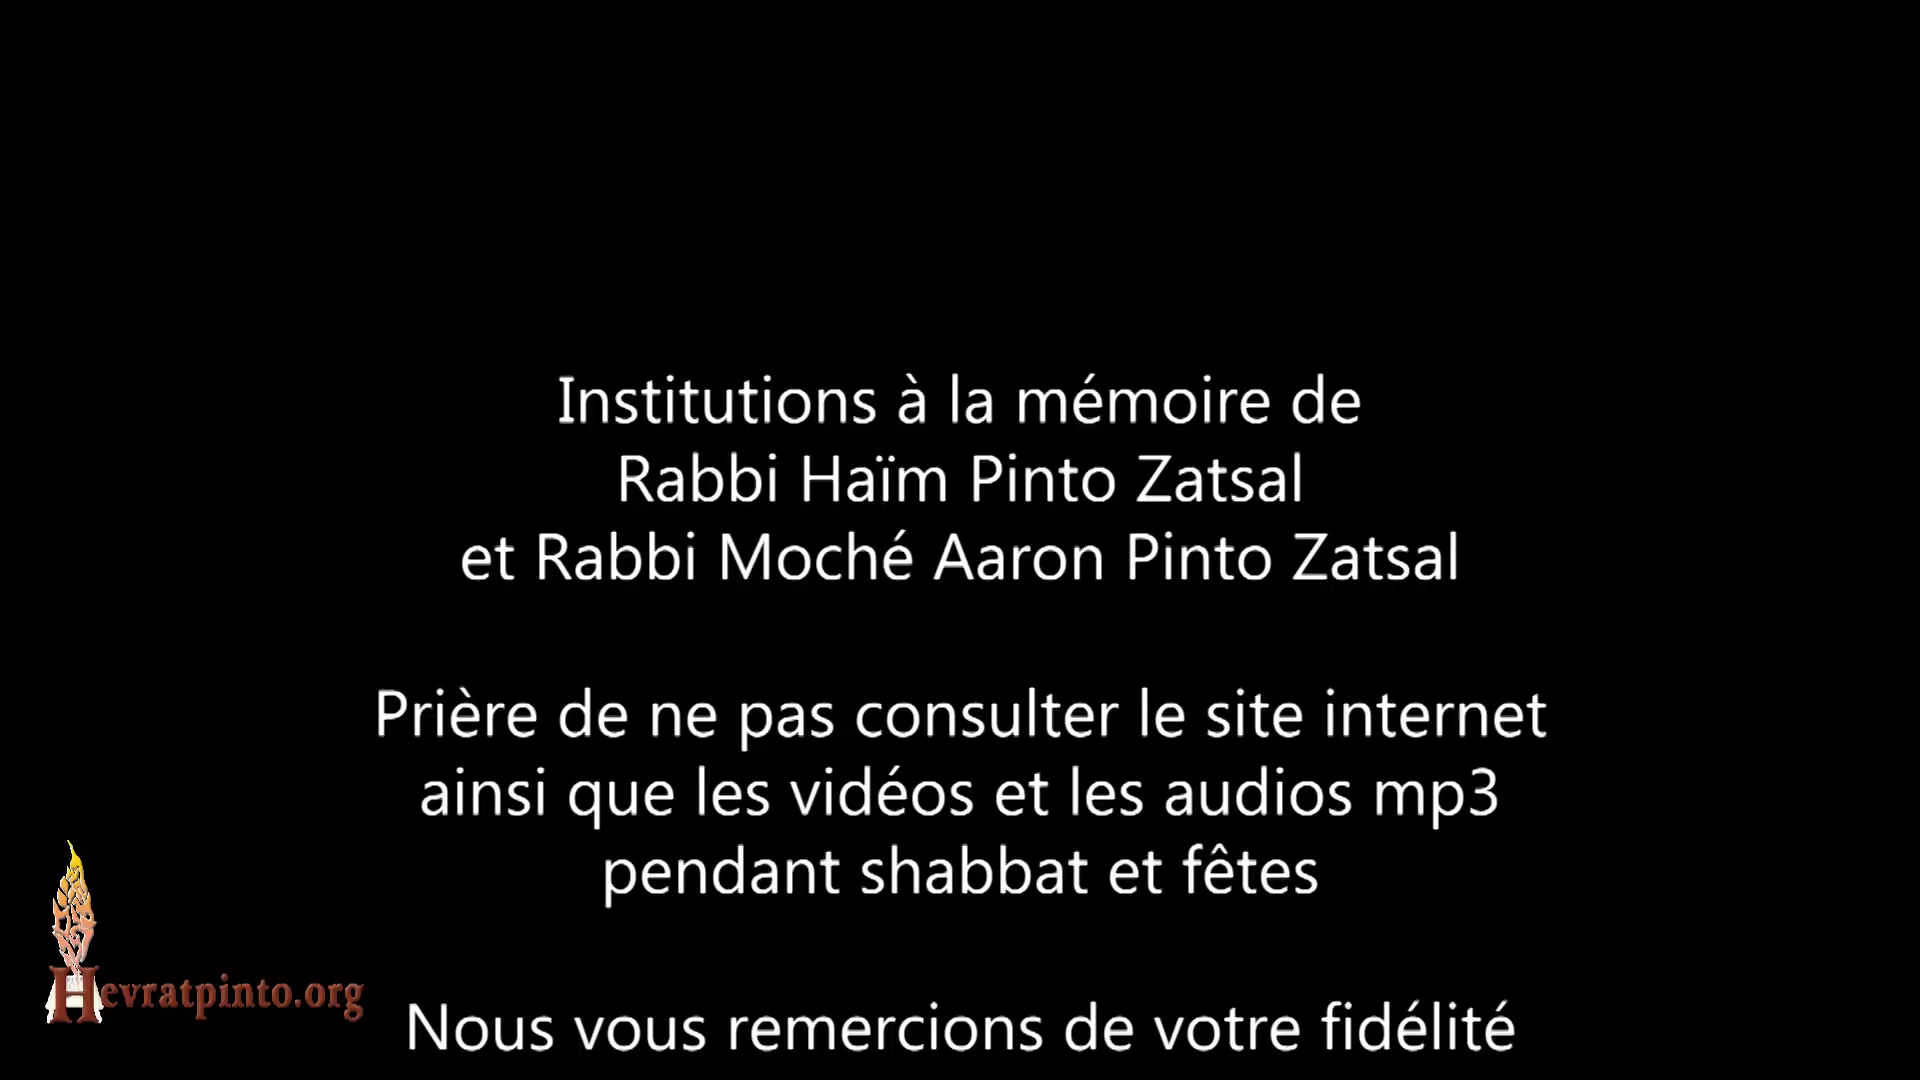 Institutions à la mémoire de
Rabbi Haïm Pinto Zatsal
et Rabbi Moché Aaron Pinto Zatsal
Prière de ne pas consulter le site internet
ainsi que les vidéos et les audios mp3
pendant shabbat et fêtes
Hevratpinto.org
Nous vous remercions de votre fidélité